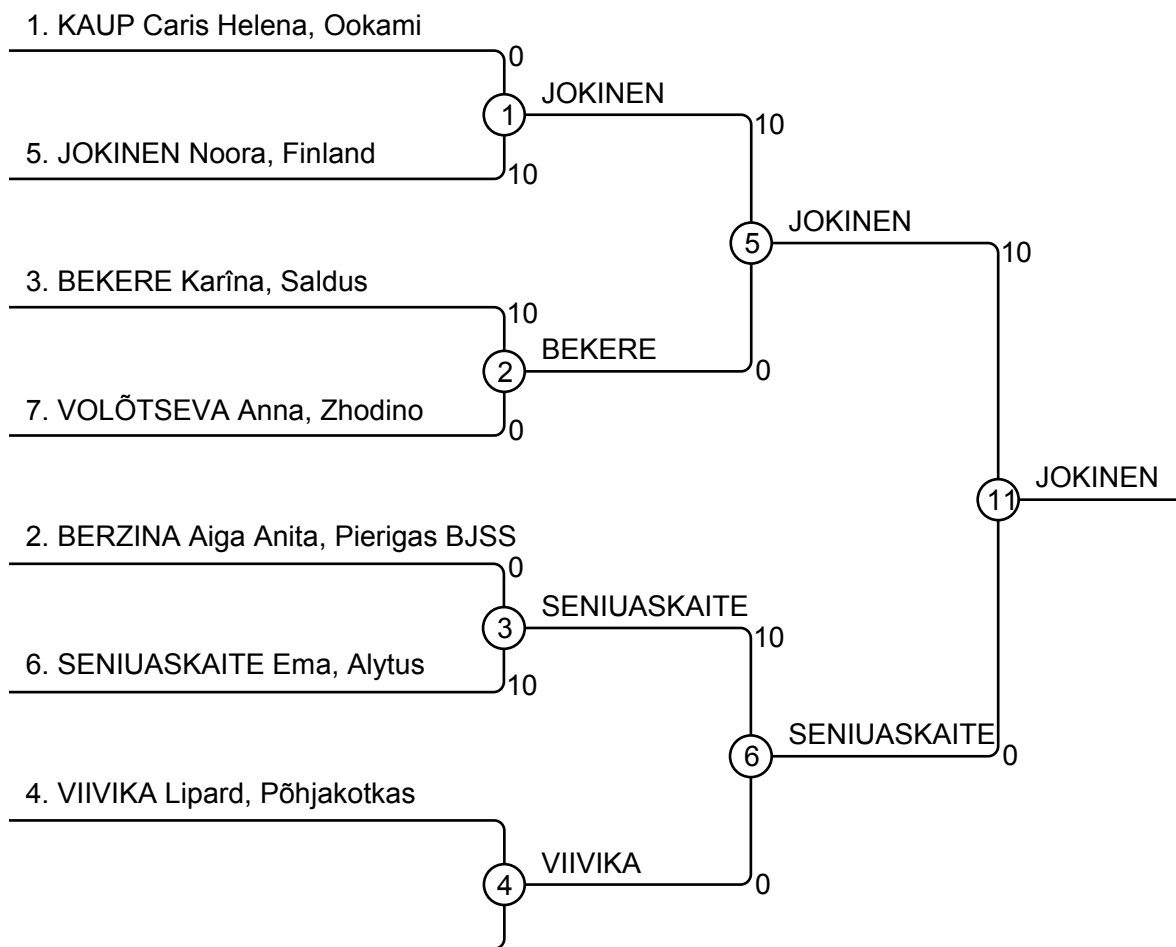 1. KAUP Caris Helena, Ookami
0
1
JOKINEN
10
5. JOKINEN Noora, Finland
10
5
JOKINEN
10
3. BEKERE Karîna, Saldus
10
2
BEKERE
0
7. VOLÕTSEVA Anna, Zhodino
0
11
JOKINEN
2. BERZINA Aiga Anita, Pierigas BJSS
0
3
SENIUASKAITE
10
6. SENIUASKAITE Ema, Alytus
10
6
SENIUASKAITE
0
4. VIIVIKA Lipard, Põhjakotkas
4
VIIVIKA
0